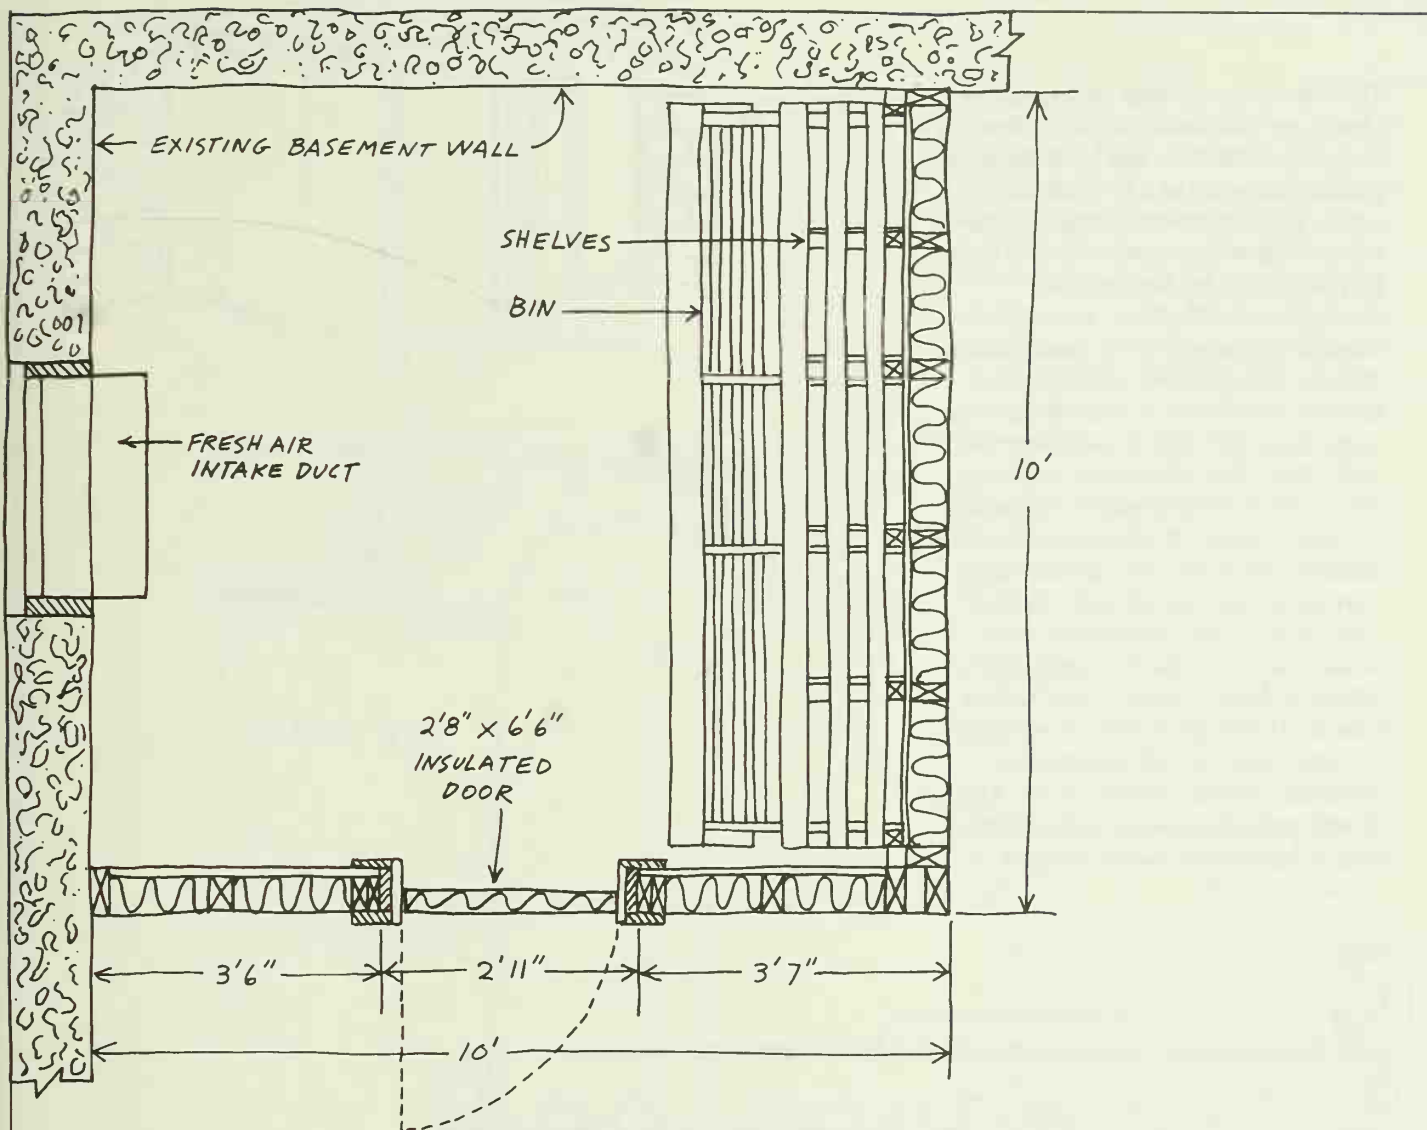 EXISTING BASEMENT WALL
SHELVES
BIN
FRESH AIR
INTAKE DUCT
10'
2'8" X 6'6"
INSULATED
DOOR
3'6"
2'11"
3'7"
10'